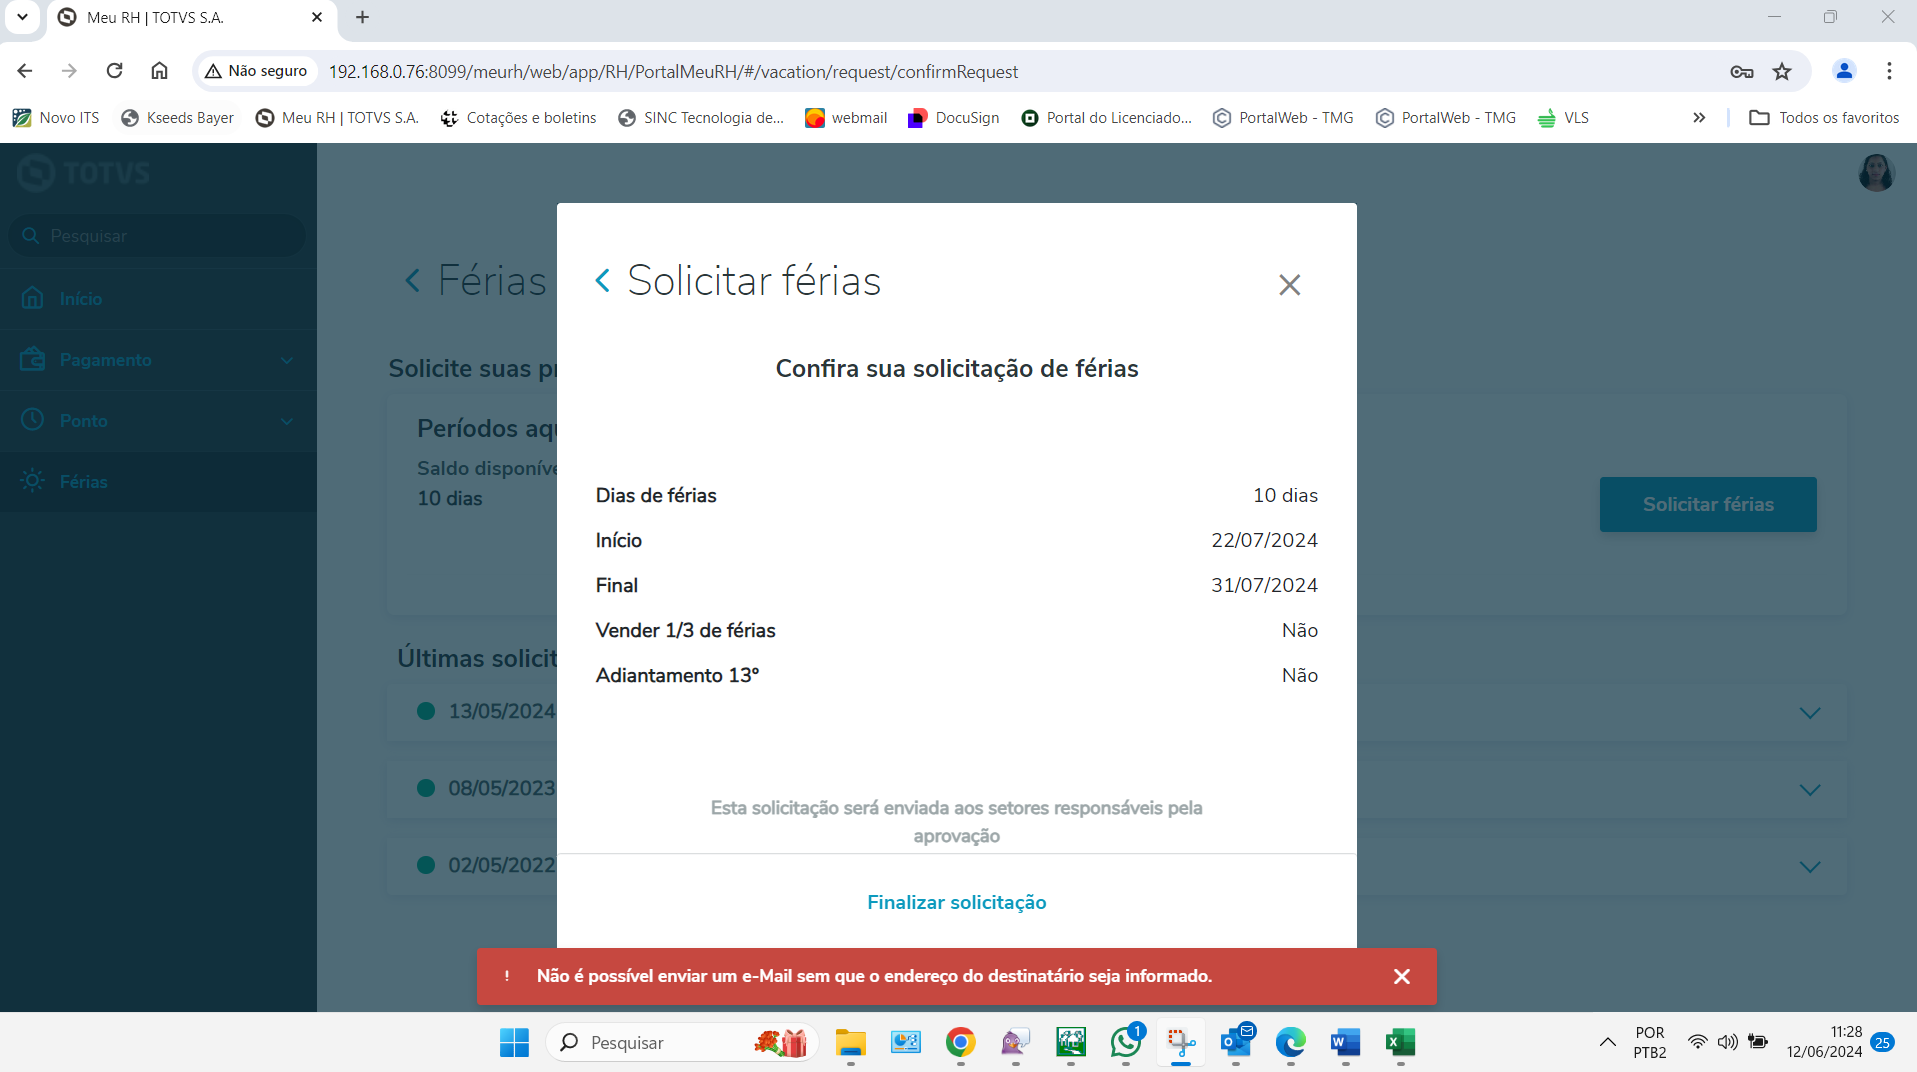 Meu RH | TOTVS S.A.
Não seguro
192.168.0.76:8099/meurh/web/app/RH/PortalMeuRH/#/vacation/request/confirmRequest
Novo ITS
Kseeds Bayer
Meu RH | TOTVS S.A.
Cotações e boletins
SINC Tecnologia de...
webmail
DocuSign
Portal do Licenciado...
PortalWeb - TMG
PortalWeb - TMG
VLS
Todos os favoritos
TOTVS
Pesquisar
Início
Pagamento
Ponto
Férias
Férias
Solicite suas
Períodos
Saldo
10 dias
Solicitar férias
Últimas
13/05/2024
08/05/2023
02/05/2022
Solicitar férias
Confira sua solicitação de férias
Dias de férias 10 dias
Início 22/07/2024
Final 31/07/2024
Vender 1/3 de férias Não
Adiantamento 13º Não
Esta solicitação será enviada aos setores responsáveis pela
aprovação
Finalizar solicitação
! Não é possível enviar um e-Mail sem que o endereço do destinatário seja informado.
Pesquisar
1
POR
PTB2
11:28
12/06/2024
25